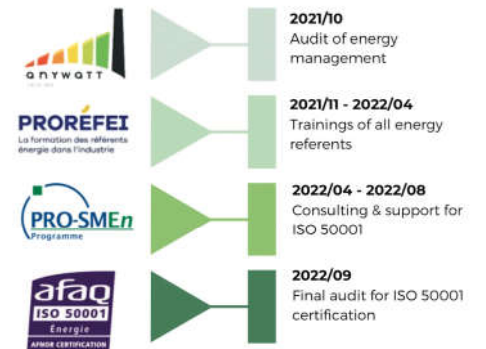 anywatt
2021/10
Audit of energy
management
PRORÉFEI
La formation des référents
énergie dans l'industrie
2021/11 - 2022/04
Trainings of all energy
referents
PRO-SMEn
Programme
2022/04 - 2022/08
Consulting & support for
ISO 50001
afaq
ISO 50001
Énergie
AFNOR CERTIFICATION
2022/09
Final audit for ISO 50001
certification